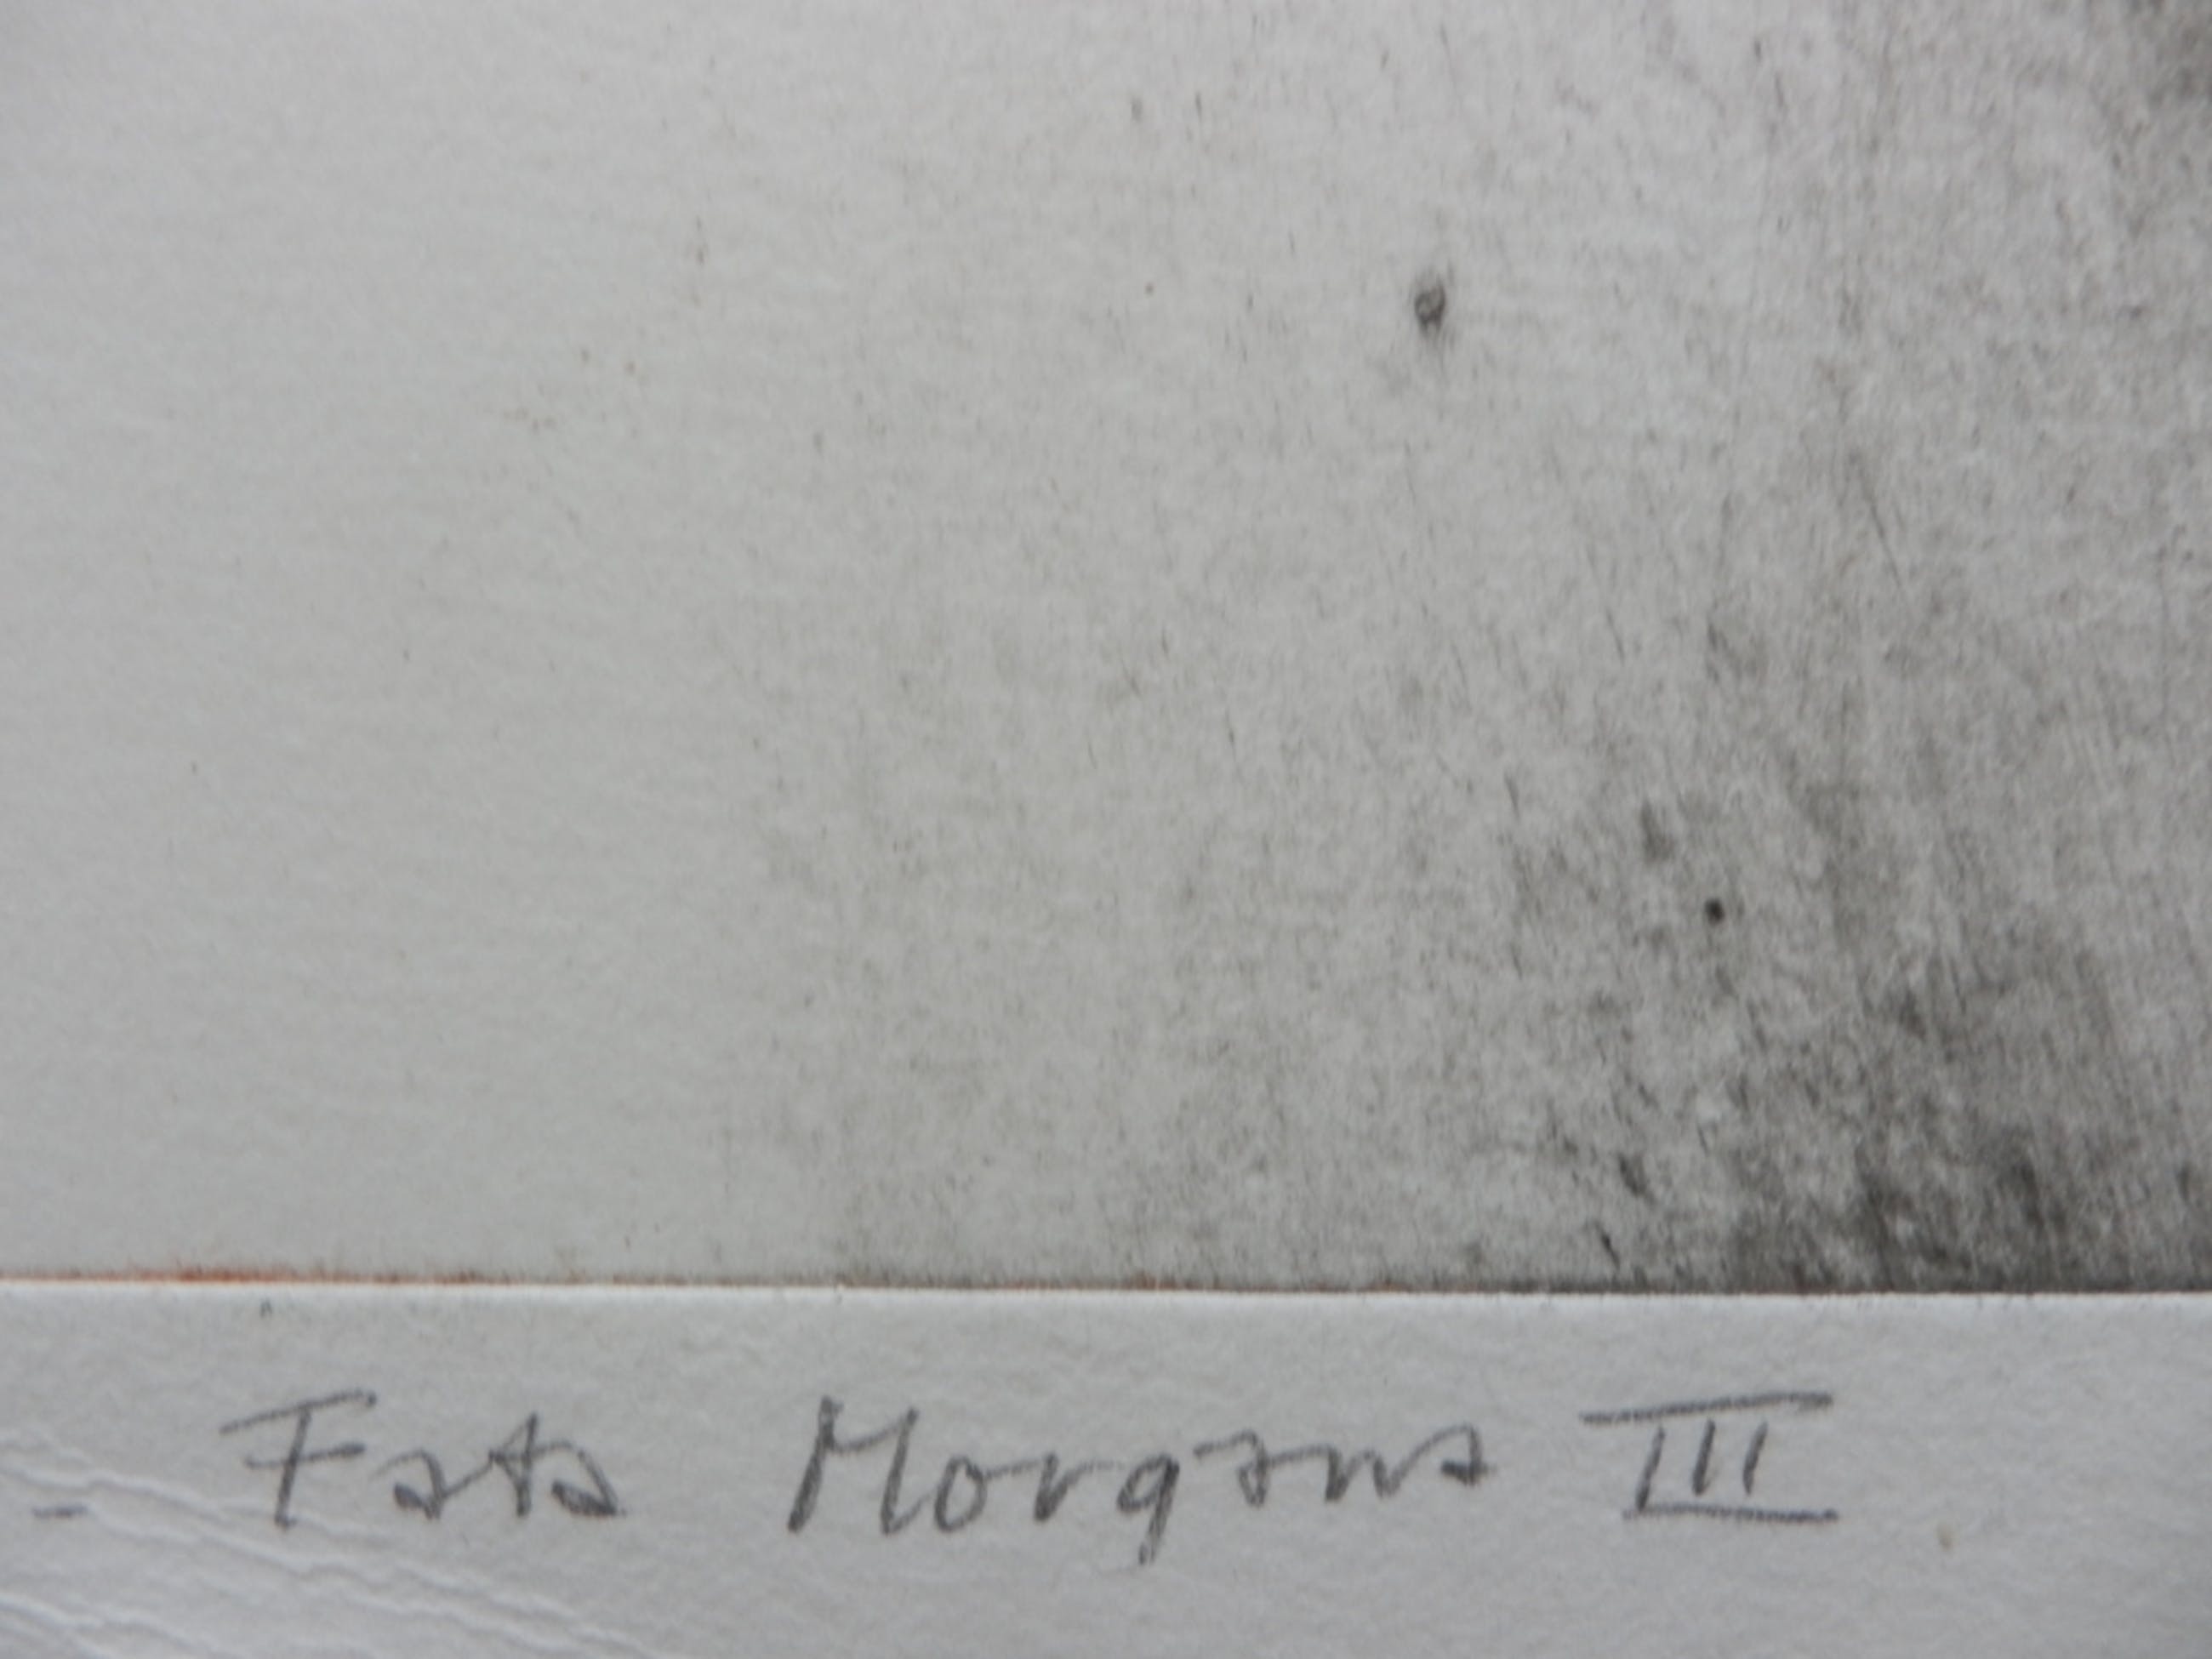 - Fata Morgana III